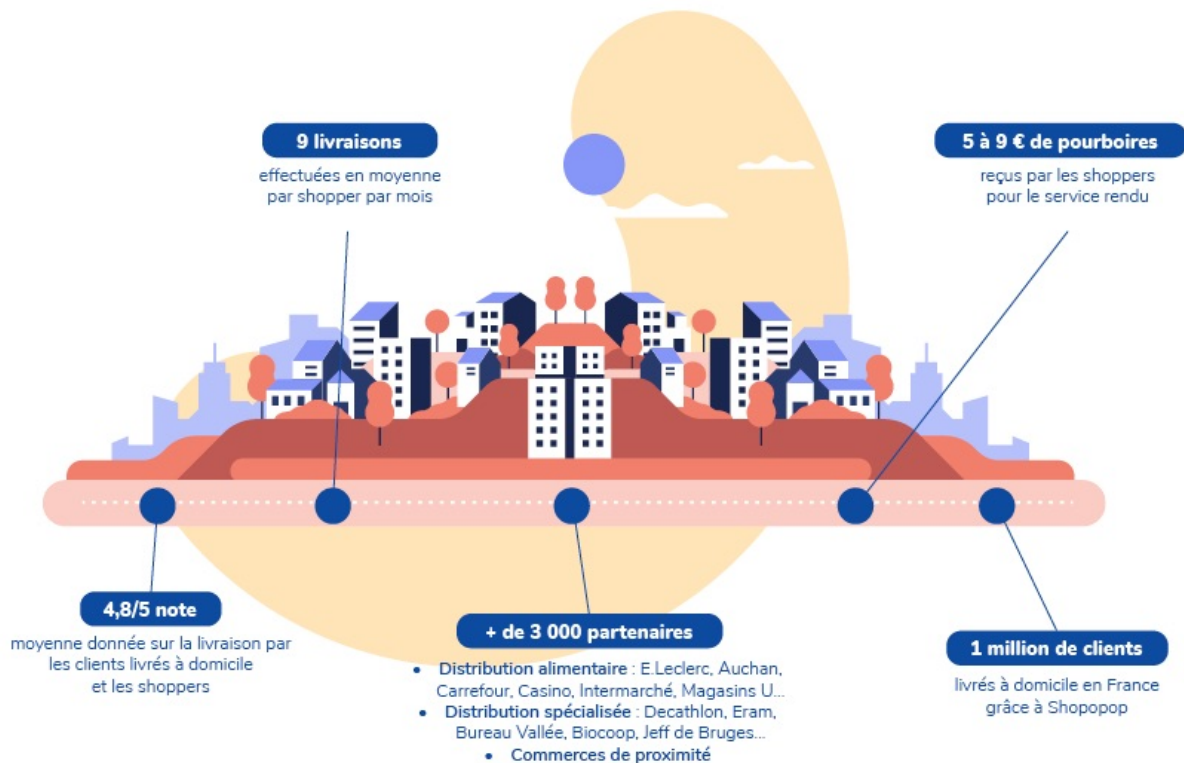 9 livraisons
effectuées en moyenne
par shopper par mois
5 à 9 € de pourboires
reçus par les shoppers
pour le service rendu
4,8/5 note
moyenne donnée sur la livraison par
les clients livrés à domicile
et les shoppers
+ de 3 000 partenaires
• Distribution alimentaire : E.Leclerc, Auchan,
Carrefour, Casino, Intermarché, Magasins U...
• Distribution spécialisée : Decathlon, Eram,
Bureau Vallée, Biocoop, Jeff de Bruges...
• Commerces de proximité
1 million de clients
livrés à domicile en France
grâce à Shopopop